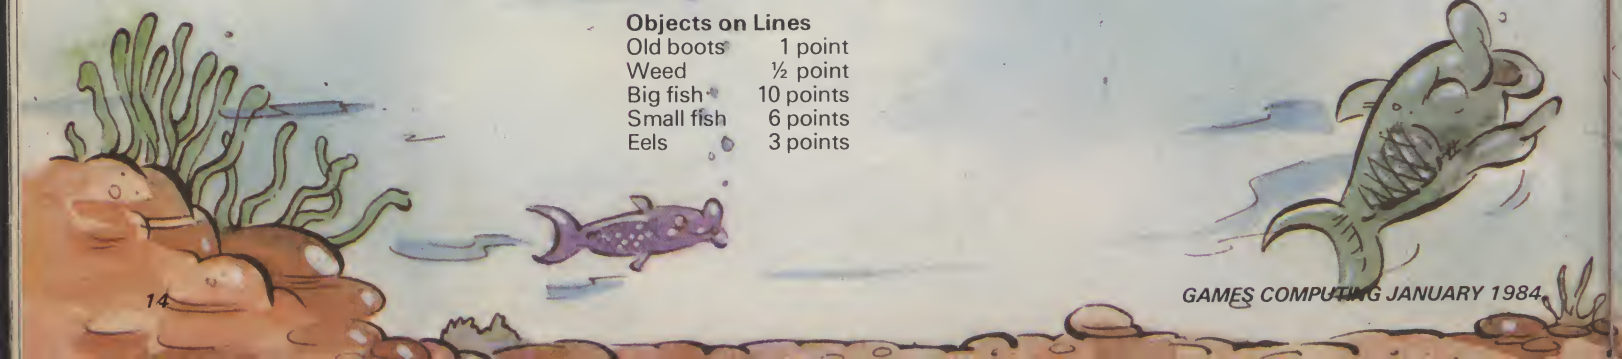 Objects on Lines
Old boots 1 point
Weed ½ point
Big fish 10 points
Small fish 6 points
Eels 3 points
14
GAMES COMPUTING JANUARY 1984